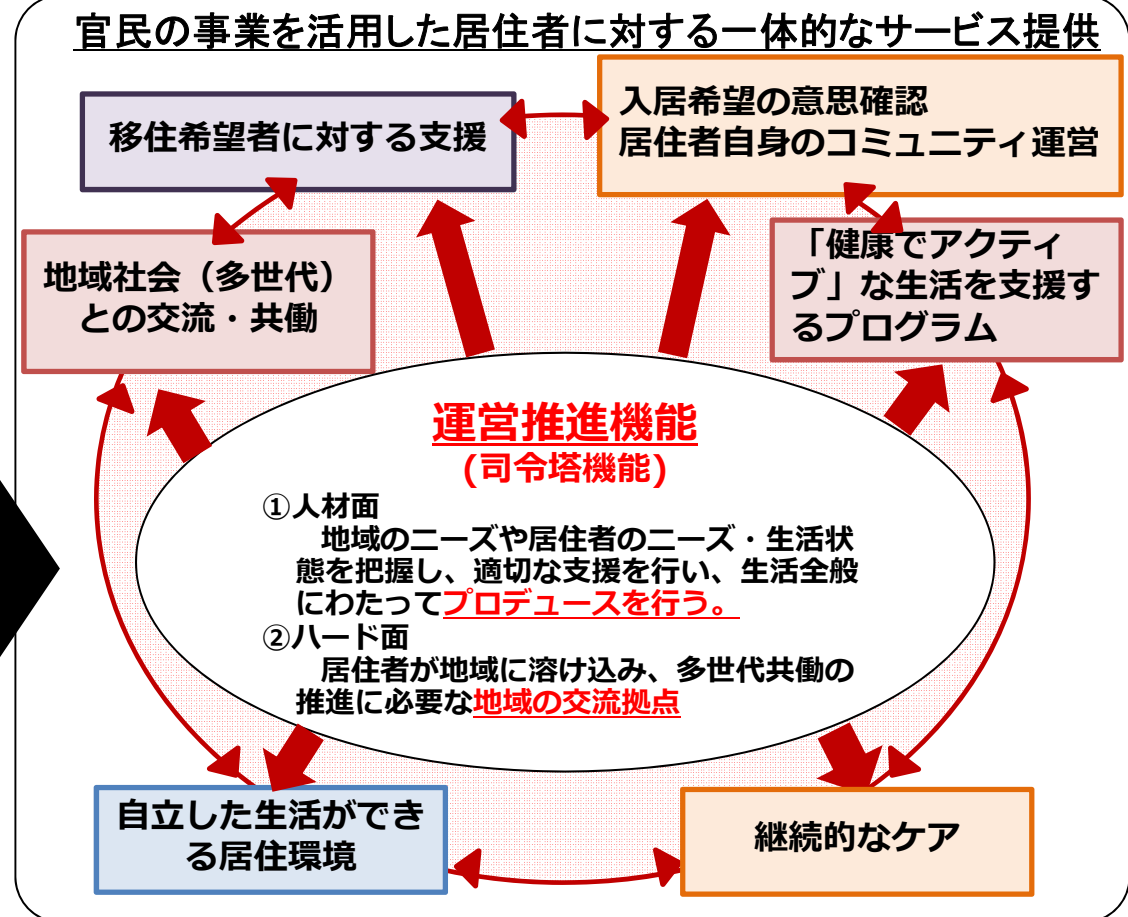 官民の事業を活用した居住者に対する一体的なサービス提供
移住希望者に対する支援
入居希望の意思確認
居住者自身のコミュニティ運営
地域社会（多世代）
との交流・共働
「健康でアクティ
ブ」な生活を支援す
るプログラム
運営推進機能
(司令塔機能)
①人材面
地域のニーズや居住者のニーズ・生活状
態を把握し、適切な支援を行い、生活全般
にわたってプロデュースを行う。
②ハード面
居住者が地域に溶け込み、多世代共働の
推進に必要な地域の交流拠点
自立した生活ができ
る居住環境
継続的なケア